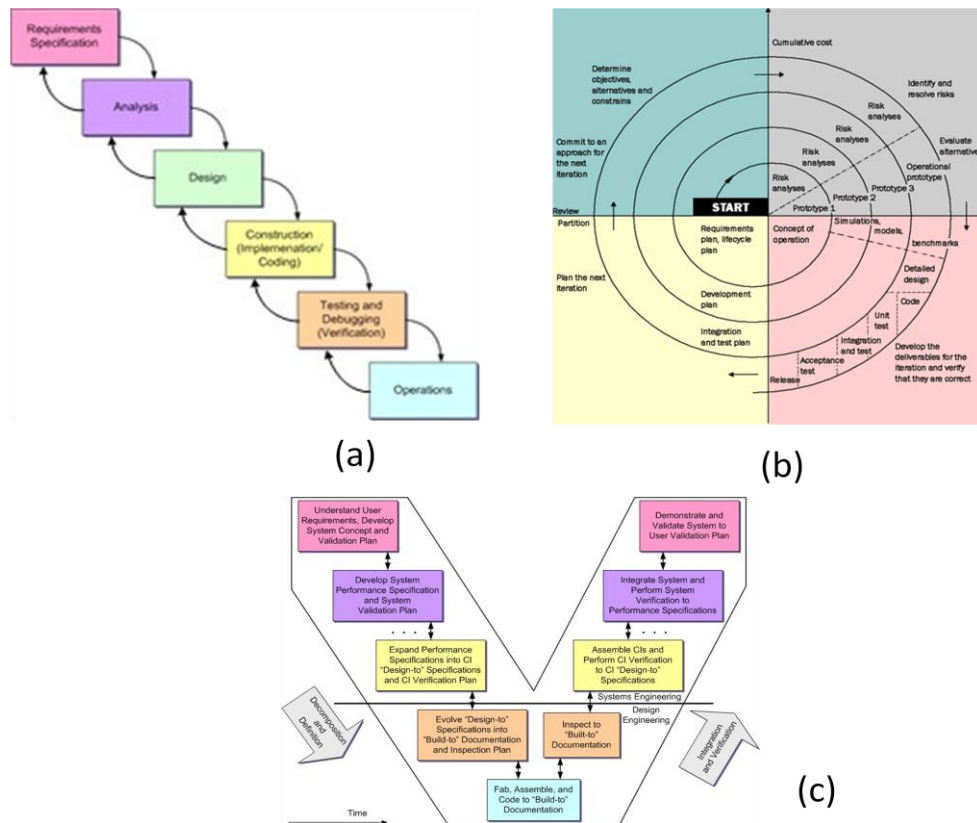 Requirements
Specification
Analysis
Design
Construction
(Implemenation/
Coding)
Testing and
Debugging
(Verification)
Operations
(a)
Cumulative cost
Determine
objectives,
alternatives and
constrains
Identify and
resolve risks
Commit to an
approach for
the next
iteration
Evaluate
alternative
Risk
analyses
Risk
analyses
Risk
analyses
Risk
analyses
Operational
prototype
Prototype 3
Prototype 2
Prototype 1
START
Review
Partition
Requirements
plan, lifecycle
plan
Concept of
operation
Simulations,
models,
benchmarks
Plan the next
iteration
Development
plan
Integration
and test plan
Detailed
design
Code
Unit
test
Integration
and test
Acceptance
test
Release
Develop the
deliverables for the
iteration and verify
that they are correct
(b)
Understand User
Requirements, Develop
System Concept and
Validation Plan
Demonstrate and
Validate System to
User Validation Plan
Develop System
Performance Specification
and System
Validation Plan
Integrate System and
Perform System
Verification to
Performance Specifications
. . .
. . .
Expand Performance
Specifications into CI
"Design-to" Specifications
and CI Verification Plan
Assemble CIs and
Perform CI Verification
to CI "Design-to"
Specifications
Systems Engineering
Design
Engineering
Decomposition
and
Definition
Evolve "Design-to"
Specifications into
"Build-to" Documentation
and Inspection Plan
Inspect to
"Built-to"
Documentation
Integration
and Verification
Fab, Assemble, and
Code to "Build-to"
Documentation
Time
(c)